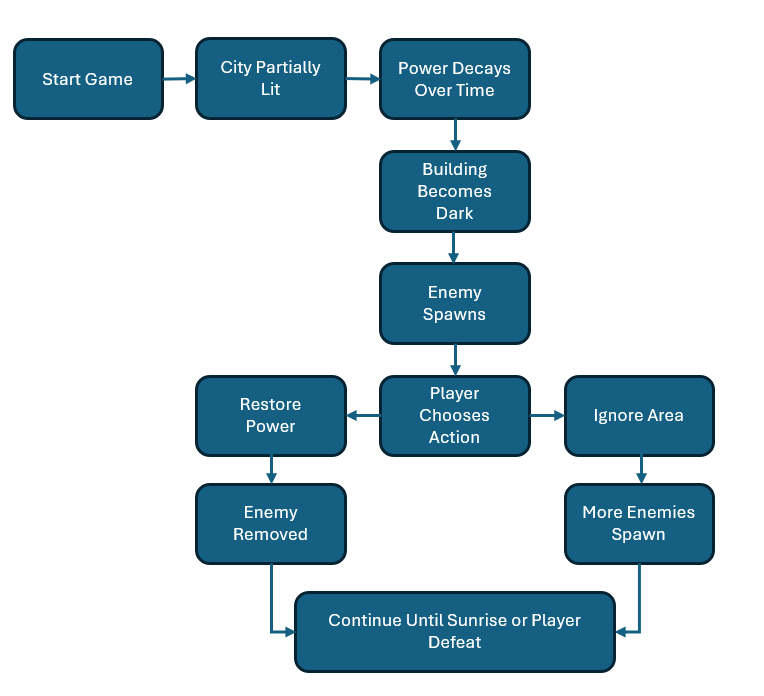 Start Game
City Partially
Lit
Power Decays
Over Time
Building
Becomes
Dark
Enemy
Spawns
Restore
Power
Player
Chooses
Action
Ignore Area
Enemy
Removed
More Enemies
Spawn
Continue Until Sunrise or Player
Defeat